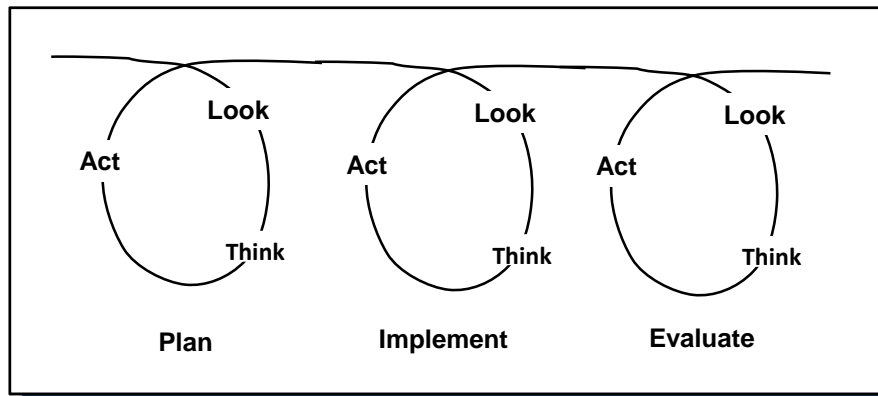 Look
Act
Think
Plan
Look
Act
Think
Implement
Look
Act
Think
Evaluate